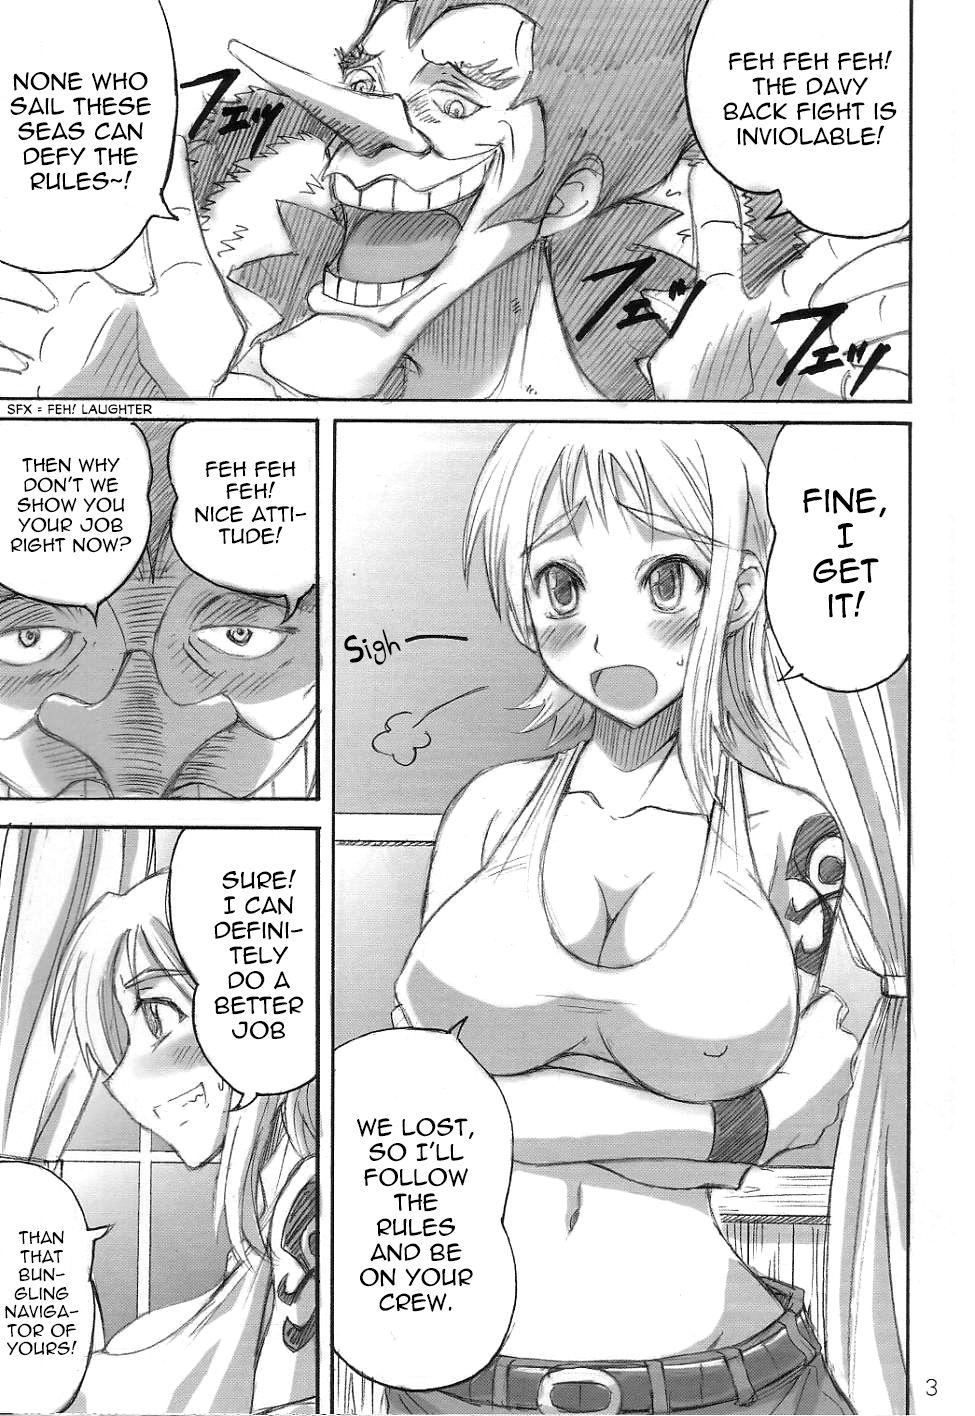 FEH FEH FEH!
THE DAVY
BACK FIGHT IS
INVIOLABLE!
NONE WHO
SAIL THESE
SEAS CAN
DEFY THE
RULES~!
フェッ
フェッ
フェッ
SFX = FEH! LAUGHTER
FINE,
I
GET
IT!
Sigh
WE LOST,
SO I'LL
FOLLOW
THE
RULES
AND BE
ON YOUR
CREW.
FEH FEH
FEH!
NICE ATTI-
TUDE!
THEN WHY
DON'T WE
SHOW YOU
YOUR JOB
RIGHT NOW?
SURE!
I CAN
DEFINI-
TELY
DO A
BETTER
JOB
THAN
THAT
BUN-
GLING
NAVIGA-
TOR OF
YOURS!
3